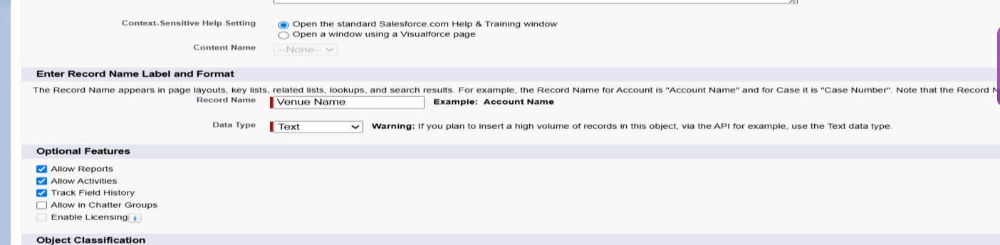 Context-Sensitive Help Setting
Open the standard Salesforce.com Help & Training window
Open a window using a Visualforce page
Content Name
--None--
Enter Record Name Label and Format
The Record Name appears in page layouts, key lists, related lists, lookups, and search results. For example, the Record Name for Account is "Account Name" and for Case it is "Case Number". Note that the Record N
Record Name
Venue Name
Example: Account Name
Data Type
Text
Warning: If you plan to insert a high volume of records in this object, via the API for example, use the Text data type.
Optional Features
Allow Reports
Allow Activities
Track Field History
Allow in Chatter Groups
Enable Licensing i
Object Classification